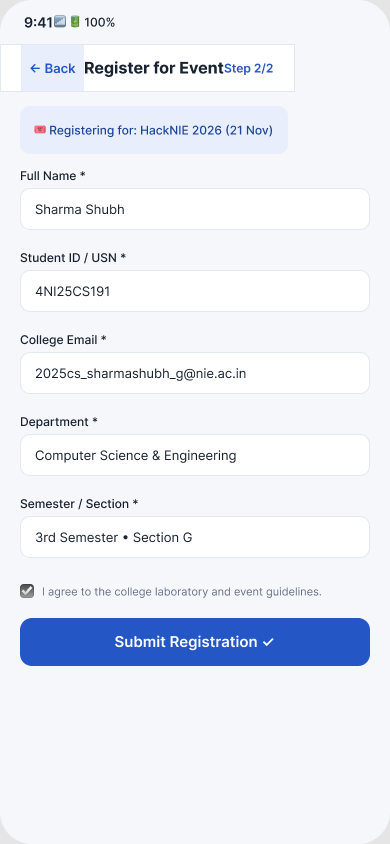 9:41 100%
← Back Register for Event Step 2/2
Registering for: HackNIE 2026 (21 Nov)
Full Name *
Sharma Shubh
Student ID / USN *
4NI25CS191
College Email *
2025cs_sharmashubh_g@nie.ac.in
Department *
Computer Science & Engineering
Semester / Section *
3rd Semester • Section G
I agree to the college laboratory and event guidelines.
Submit Registration ✓